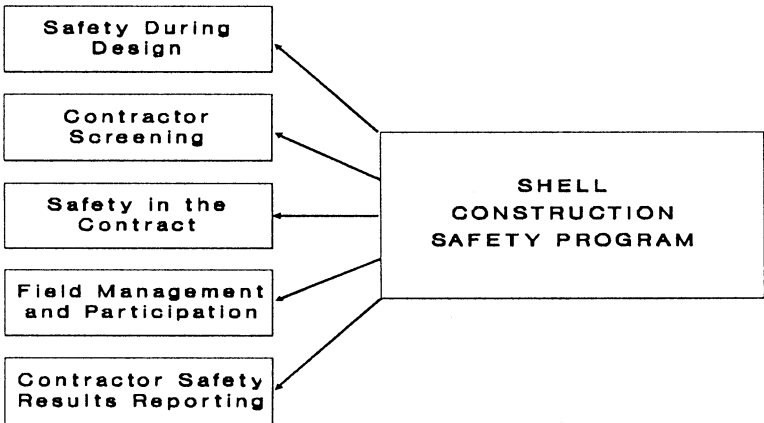 Safety During
Design
Contractor
Screening
Safety in the
Contract
Field Management
and Participation
Contractor Safety
Results Reporting
SHELL
CONSTRUCTION
SAFETY PROGRAM